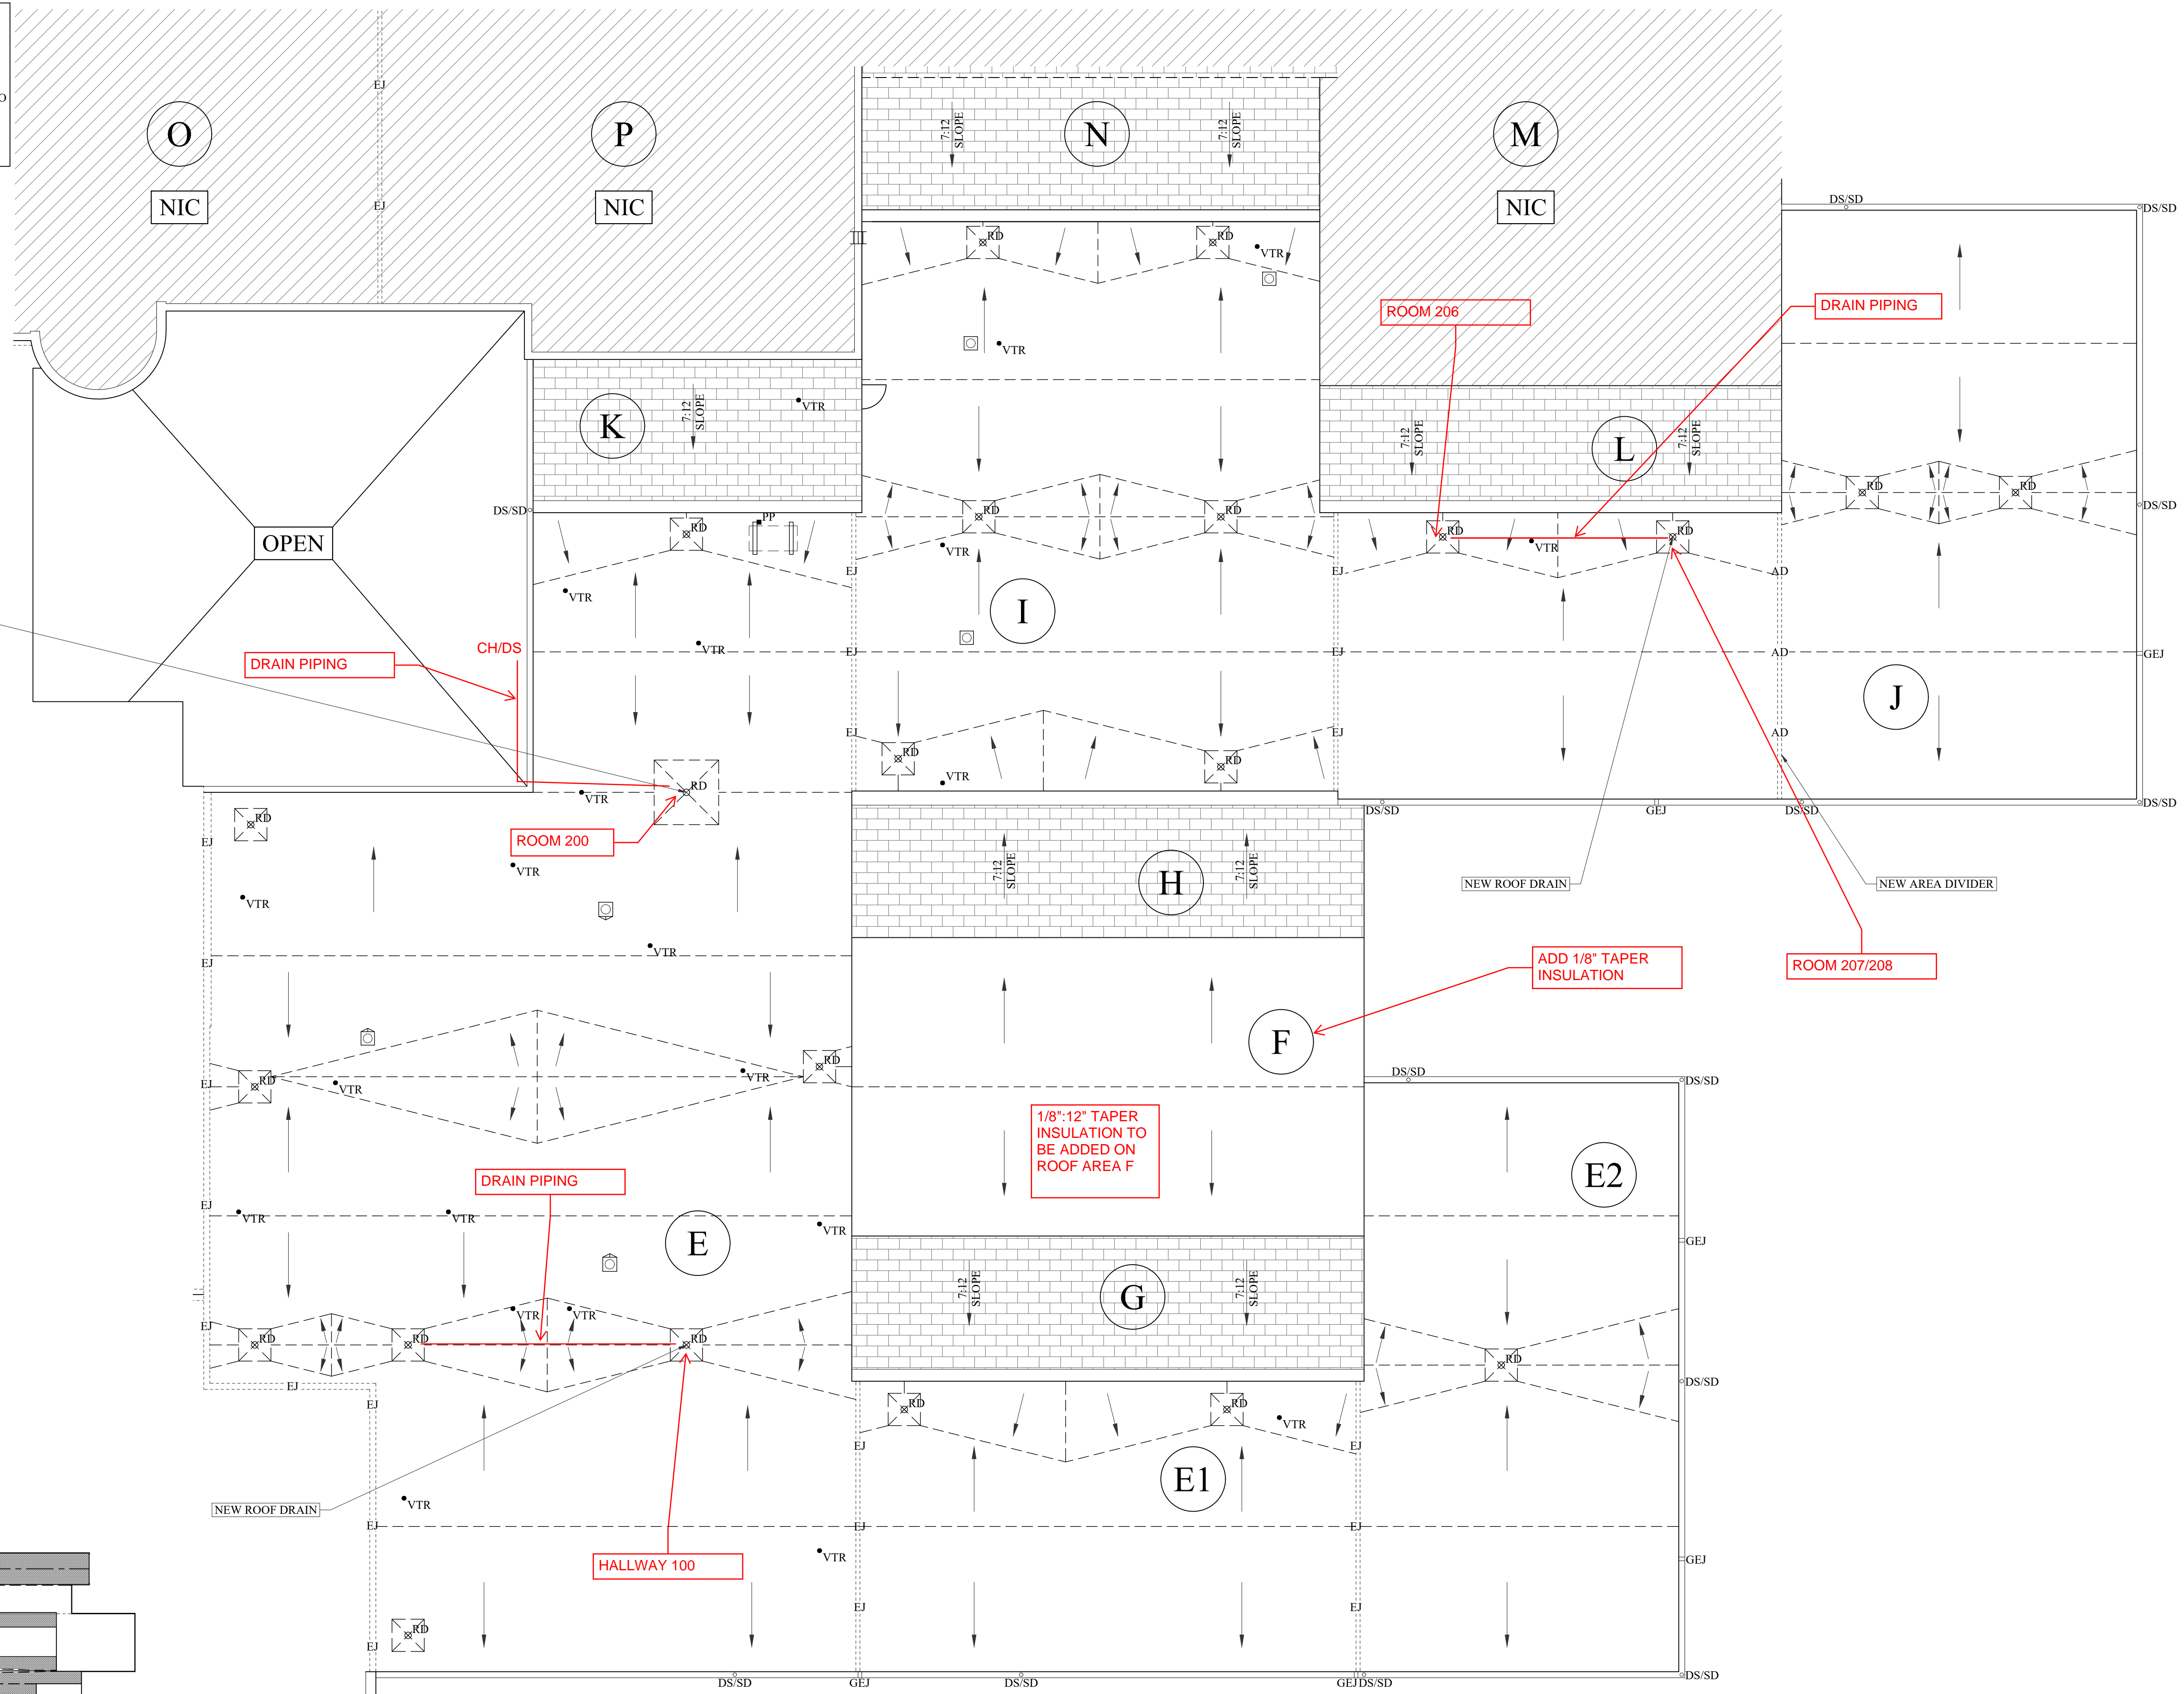 O
EJ
O
P
N
M
7:12
SLOPE
7:12
SLOPE
NIC
NIC
NIC
EJ
DS/SD
DS/SD
RD
RD
VTR
ROOM 206
DRAIN PIPING
VTR
K
7:12
SLOPE
VTR
7:12
SLOPE
L
7:12
SLOPE
RD
RD
DS/SD
DS/SD
PP
RD
RD
RD
RD
RD
OPEN
VTR
VTR
EJ
EJ
AD
VTR
I
CH/DS
VTR
EJ
EJ
AD
GEJ
DRAIN PIPING
J
EJ
EJ
AD
RD
RD
VTR
RD
VTR
DS/SD
GEJ
DS/SD
DS/SD
RD
EJ
ROOM 200
VTR
7:12
SLOPE
H
7:12
SLOPE
NEW ROOF DRAIN
NEW AREA DIVIDER
VTR
VTR
EJ
ADD 1/8" TAPER
INSULATION
ROOM 207/208
F
RD
VTR
DS/SD
DS/SD
EJ
RD
VTR
1/8":12" TAPER
INSULATION TO
BE ADDED ON
ROOF AREA F
E2
DRAIN PIPING
EJ
VTR
VTR
VTR
E
GEJ
7:12
SLOPE
G
7:12
SLOPE
VTR
VTR
EJ
RD
RD
RD
RD
EJ
DS/SD
EJ
RD
RD
VTR
EJ
EJ
E1
NEW ROOF DRAIN
VTR
EJ
EJ
EJ
VTR
GEJ
HALLWAY 100
EJ
EJ
RD
EJ
DS/SD
GEJ
DS/SD
GEJ
DS/SD
DS/SD